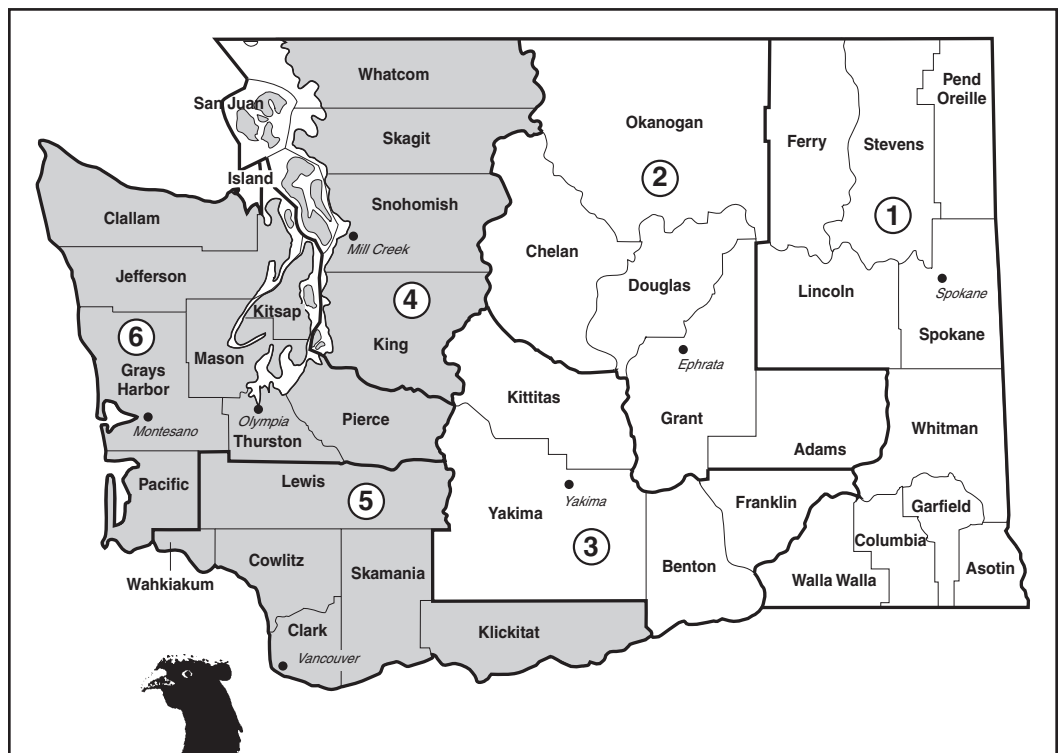 Whatcom
San Juan
Skagit
Island
Snohomish
Mill Creek
Clallam
Jefferson
Kitsap
4
King
6
Grays
Harbor
Mason
Montesano
Olympia
Thurston
Pierce
Pacific
Lewis
5
Wahkiakum
Cowlitz
Skamania
Clark
Vancouver
Klickitat
Okanogan
2
Chelan
Douglas
Ephrata
Grant
Kittitas
Adams
Yakima
Yakima
3
Benton
Franklin
Ferry
Stevens
Pend
Oreille
1
Lincoln
Spokane
Spokane
Whitman
Garfield
Columbia
Walla Walla
Asotin